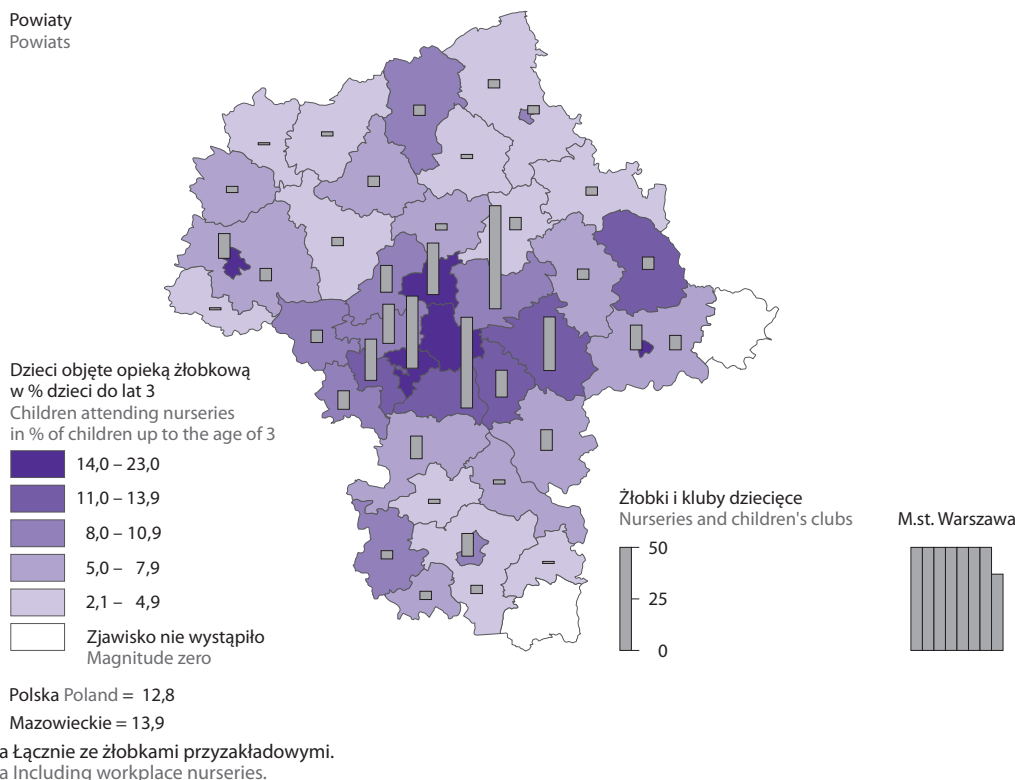 Powiaty
Powiats
Dzieci objęte opieką żłobkową
w % dzieci do lat 3
Children attending nurseries
in % of children up to the age of 3
14,0 – 23,0
11,0 – 13,9
8,0 – 10,9
5,0 – 7,9
2,1 – 4,9
Zjawisko nie wystąpiło
Magnitude zero
Żłobki i kluby dziecięce
Nurseries and children's clubs
50
25
0
M.st. Warszawa
Polska Poland = 12,8
Mazowieckie = 13,9
a Łącznie ze żłobkami przyzakładowymi.
a Including workplace nurseries.